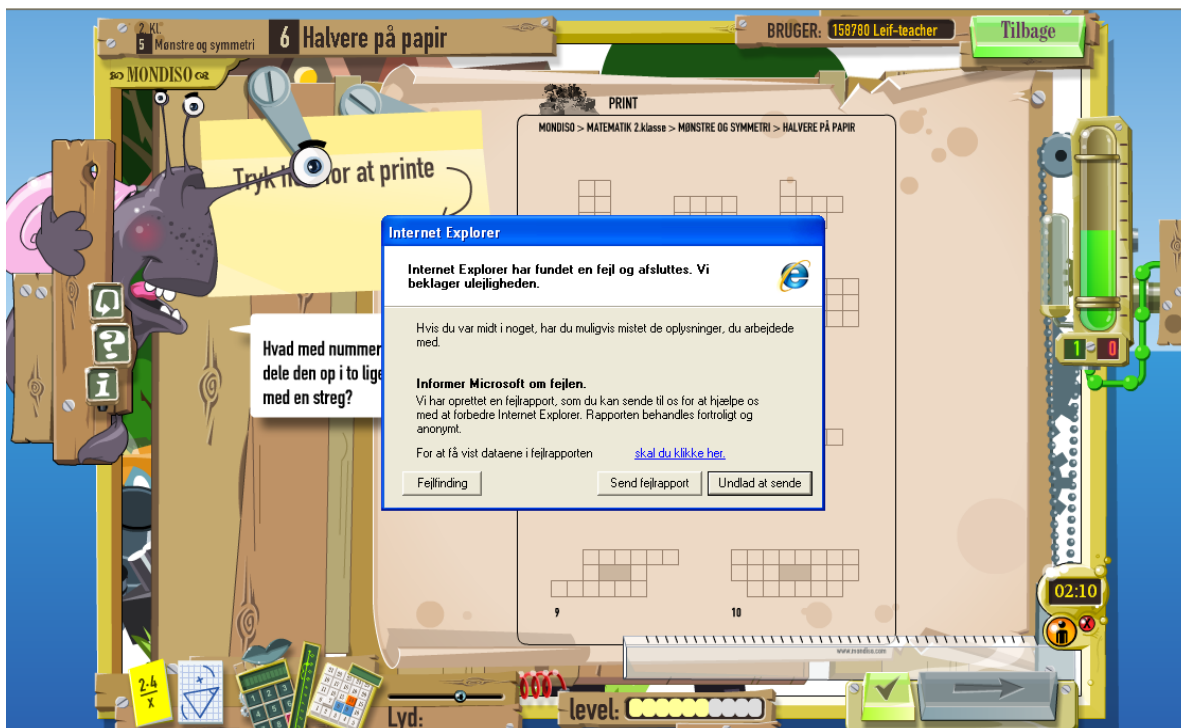 2. Kl.
5 Mønstre og symmetri
6 Halvere på papir
BRUGER: 158780 Leif-teacher
Tilbage
MONDISO
PRINT
MONDISO > MATEMATIK 2.klasse > MØNSTRE OG SYMMETRI > HALVERE PÅ PAPIR
Tryk for at printe
Internet Explorer
Internet Explorer har fundet en fejl og afsluttes. Vi
beklager ulejligheden.
Hvis du var midt i noget, har du muligvis mistet de oplysninger, du arbejdede
med.
Hvad med nummer
dele den op i to lige
med en streg?
Informer Microsoft om fejlen.
Vi har oprettet en fejlrapport, som du kan sende til os for at hjælpe os
med at forbedre Internet Explorer. Rapporten behandles fortroligt og
anonymt.
For at få vist dataene i fejlrapporten skal du klikke her.
Fejlfinding
Send fejlrapport
Undlad at sende
?
i
1 0
9
10
02:10
www.mondiso.com
2·4
x
Lyd:
level: